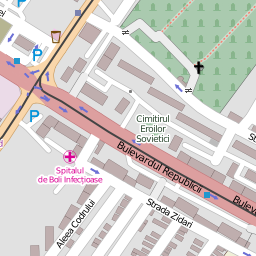 P
P
P
Cimitirul
Eroilor
Sovietici
Bulevardul Republicii
Spitalul
de Boli Infecțioase
Aleea Codrului
Strada Zidari